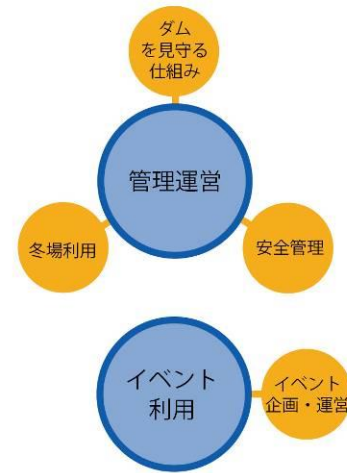 ダム
を見守る
仕組み
管理運営
冬場利用
安全管理
イベント
利用
イベント
企画・運営